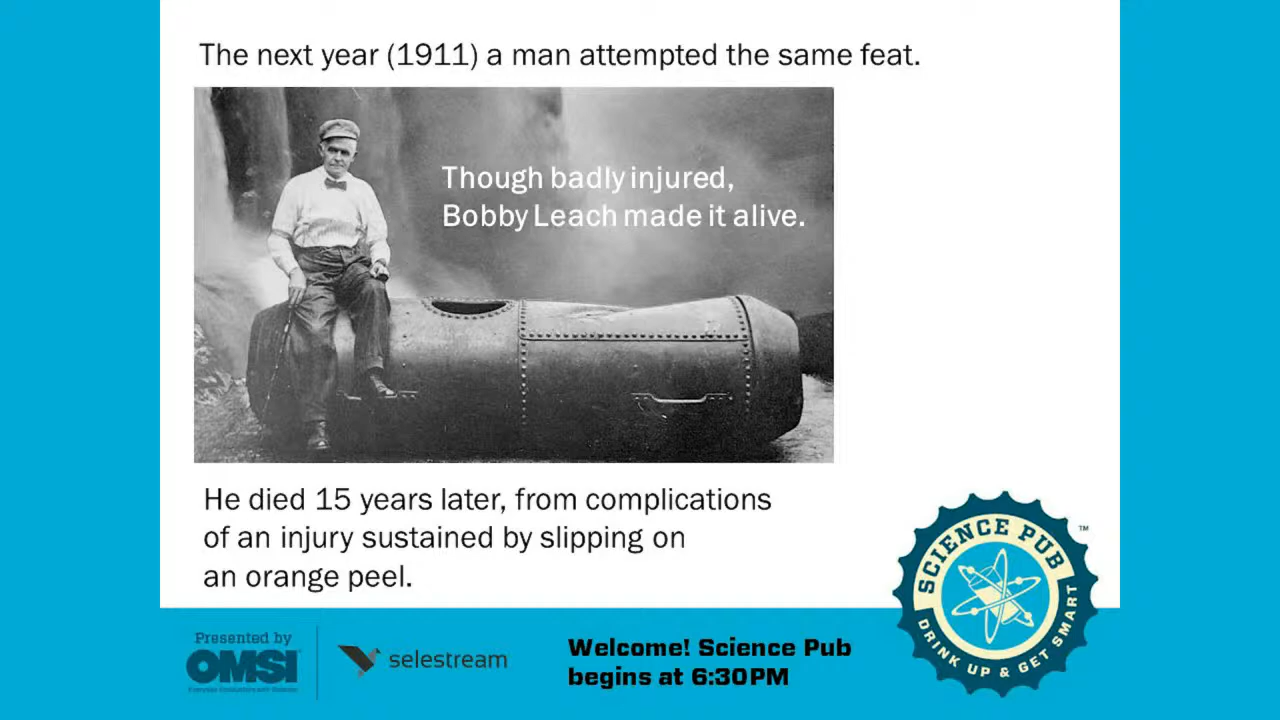 The next year (1911) a man attempted the same feat.
Though badly injured,
Bobby Leach made it alive.
He died 15 years later, from complications
of an injury sustained by slipping on
an orange peel.
SCIENCE PUB
TM
DRINK UP & GET SMART
Presented by
OMSI
selestream
Welcome! Science Pub
begins at 6:30PM